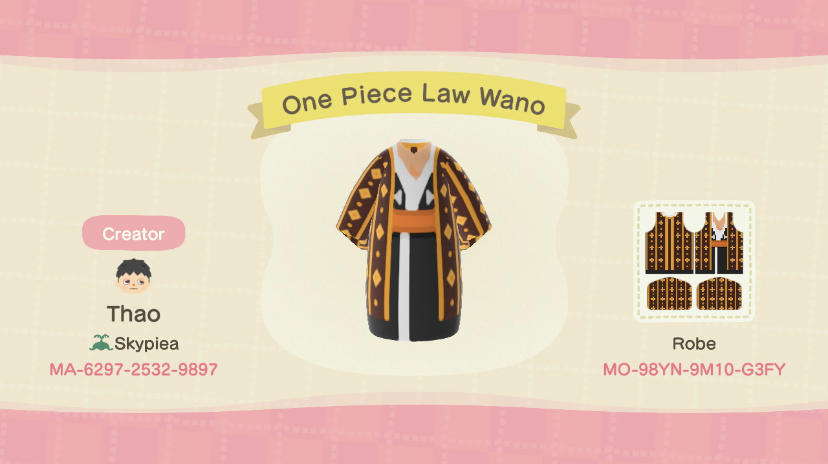 One Piece Law Wano
Creator
Thao
Skypiea
MA-6297-2532-9897
Robe
MO-98YN-9M10-G3FY